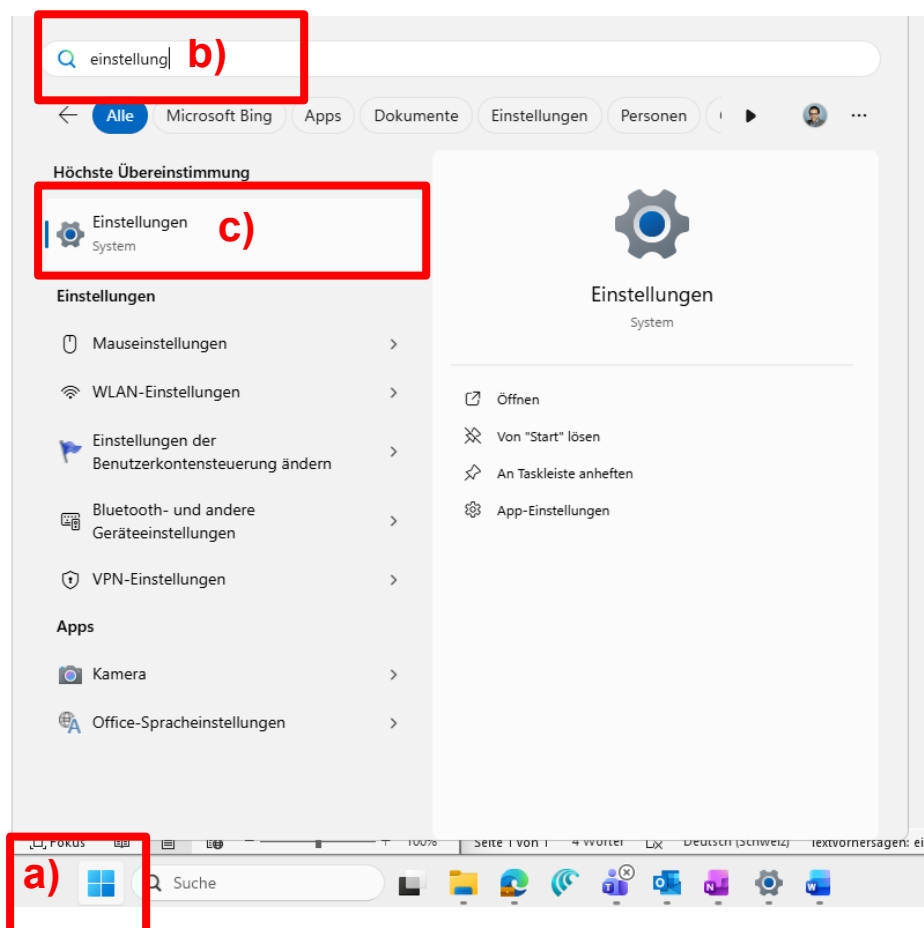 einstellung
b)
Alle Microsoft Bing Apps Dokumente Einstellungen Personen
Höchste Übereinstimmung
Einstellungen
System
c)
Einstellungen
Mauseinstellungen
WLAN-Einstellungen
Einstellungen der
Benutzerkontensteuerung ändern
Bluetooth- und andere
Geräteeinstellungen
VPN-Einstellungen
Apps
Kamera
Office-Spracheinstellungen
Einstellungen
System
Öffnen
Von "Start" lösen
An Taskleiste anheften
App-Einstellungen
Fokus 100% Seite 1 von 1 4 Wörter Deutsch (Schweiz) Textvorhersagen: ei
a)
Suche